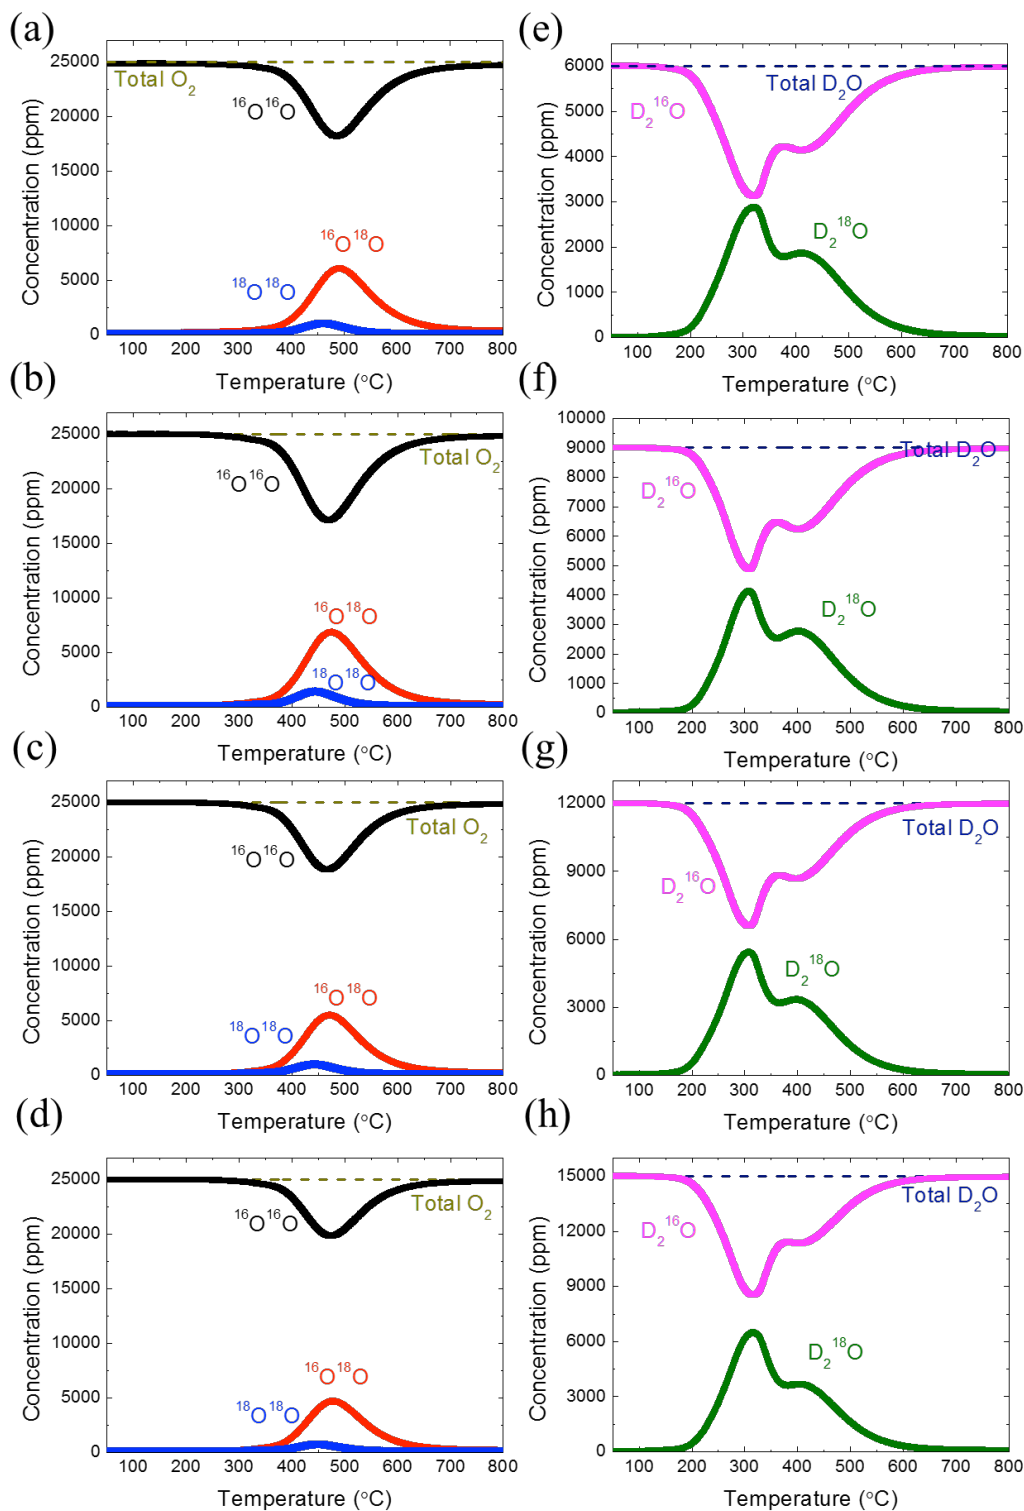 (a)
25000
20000
15000
10000
5000
0
Concentration (ppm)
Total O2
16O16O
16O18O
18O18O
100 200 300 400 500 600 700 800
Temperature (°C)
(e)
6000
5000
4000
3000
2000
1000
0
Concentration (ppm)
Total D2O
D216O
D218O
100 200 300 400 500 600 700 800
Temperature (°C)
(b)
25000
20000
15000
10000
5000
0
Concentration (ppm)
Total O2
16O16O
16O18O
18O18O
100 200 300 400 500 600 700 800
Temperature (°C)
(f)
10000
9000
8000
7000
6000
5000
4000
3000
2000
1000
0
Concentration (ppm)
Total D2O
D216O
D218O
100 200 300 400 500 600 700 800
Temperature (°C)
(c)
25000
20000
15000
10000
5000
0
Concentration (ppm)
Total O2
16O16O
16O18O
18O18O
100 200 300 400 500 600 700 800
Temperature (°C)
(g)
12000
9000
6000
3000
0
Concentration (ppm)
Total D2O
D216O
D218O
100 200 300 400 500 600 700 800
Temperature (°C)
(d)
25000
20000
15000
10000
5000
0
Concentration (ppm)
Total O2
16O16O
16O18O
18O18O
100 200 300 400 500 600 700 800
Temperature (°C)
(h)
15000
12000
9000
6000
3000
0
Concentration (ppm)
Total D2O
D216O
D218O
100 200 300 400 500 600 700 800
Temperature (°C)